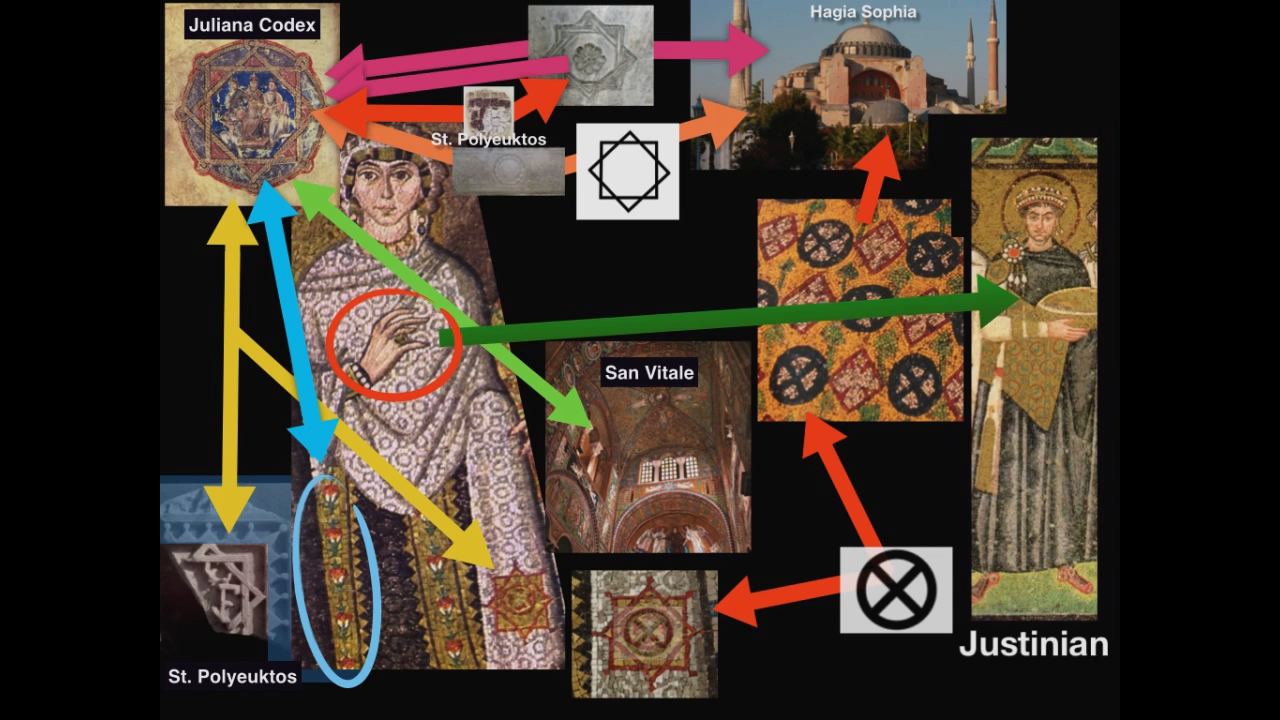 Juliana Codex
Hagia Sophia
St. Polyeuktos
San Vitale
Justinian
St. Polyeuktos